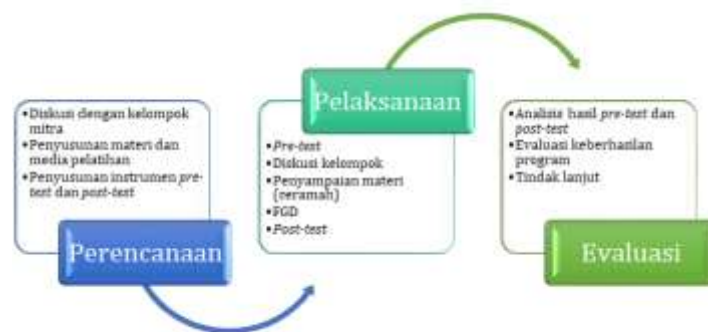 • Diskusi dengan kelompok
mitra
• Penyusunan materi dan
media pelatihan
• Penyusunan instrumen pre-
test dan post-test
Perencanaan
Pelaksanaan
• Pre-test
• Diskusi kelompok
• Penyampaian materi
(ceramah)
• FGD
• Post-test
• Analisis hasil pre-test dan
post-test
• Evaluasi keberhasilan
program
• Tindak lanjut
Evaluasi